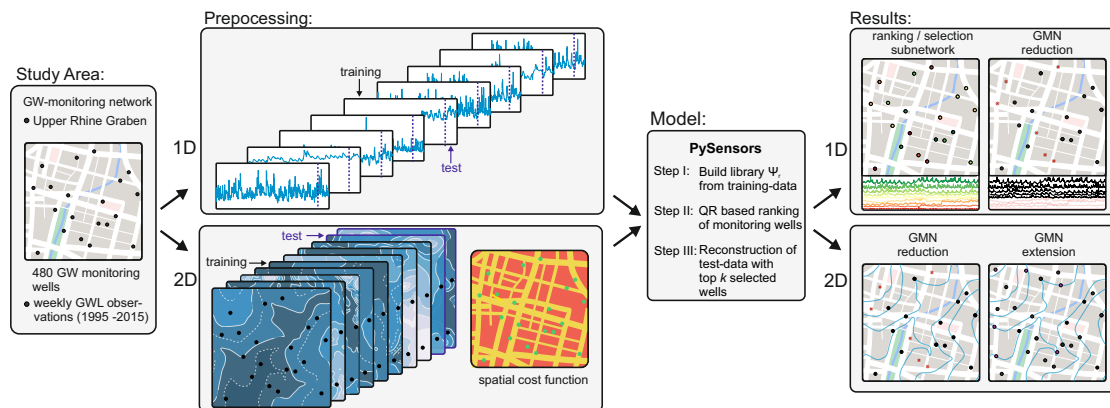 Study Area:
GW-monitoring network
Upper Rhine Graben
480 GW monitoring
wells
weekly GWL obser-
vations (1995 -2015)
Prepocessing:
1D
training
test
2D
test
training
spatial cost function
Model:
PySensors
Step I: Build library Ψr
from training-data
Step II: QR based ranking
of monitoring wells
Step III: Reconstruction of
test-data with
top k selected
wells
Results:
1D
ranking / selection
subnetwork
GMN
reduction
2D
GMN
reduction
GMN
extension